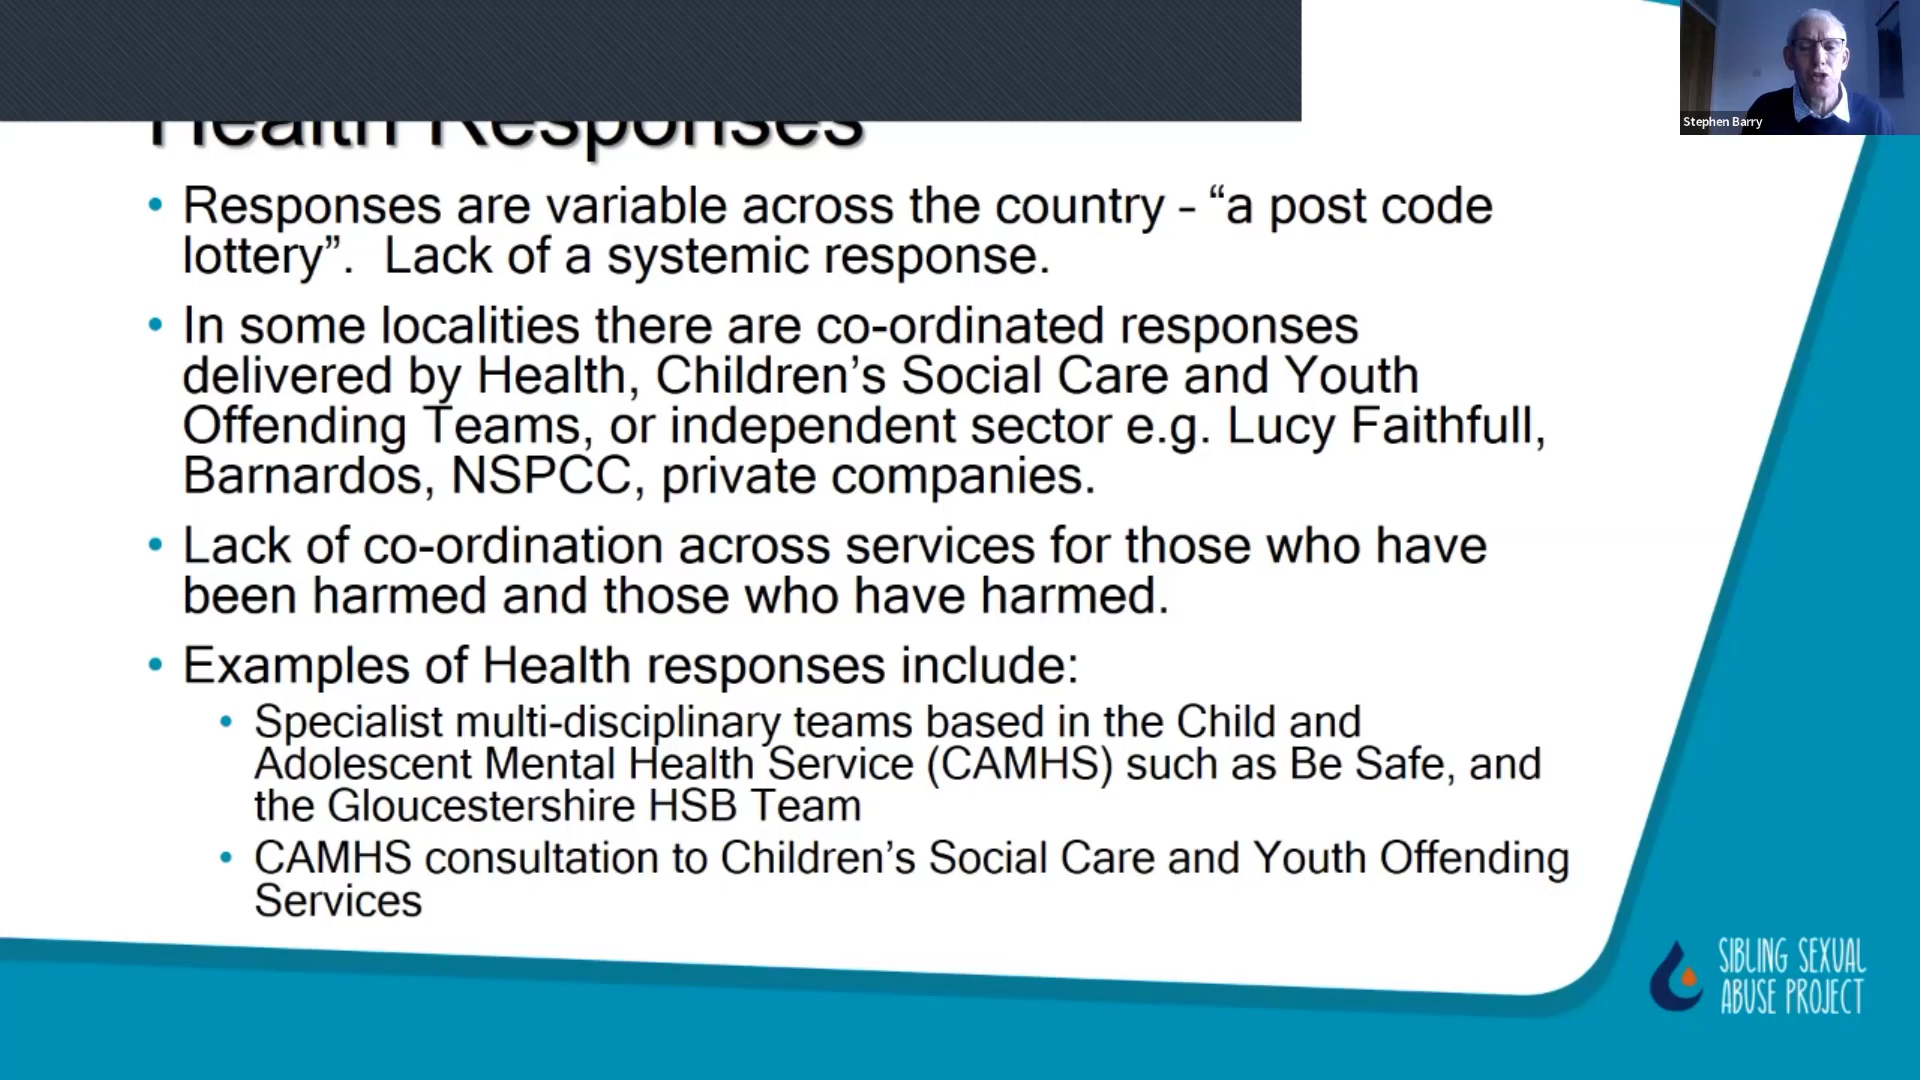 Health Responses
Stephen Barry
• Responses are variable across the country – “a post code
lottery”.  Lack of a systemic response.
• In some localities there are co-ordinated responses
delivered by Health, Children’s Social Care and Youth
Offending Teams, or independent sector e.g. Lucy Faithfull,
Barnardos, NSPCC, private companies.
• Lack of co-ordination across services for those who have
been harmed and those who have harmed.
• Examples of Health responses include:
• Specialist multi-disciplinary teams based in the Child and
Adolescent Mental Health Service (CAMHS) such as Be Safe, and
the Gloucestershire HSB Team
• CAMHS consultation to Children’s Social Care and Youth Offending
Services
SIBLING SEXUAL
ABUSE PROJECT